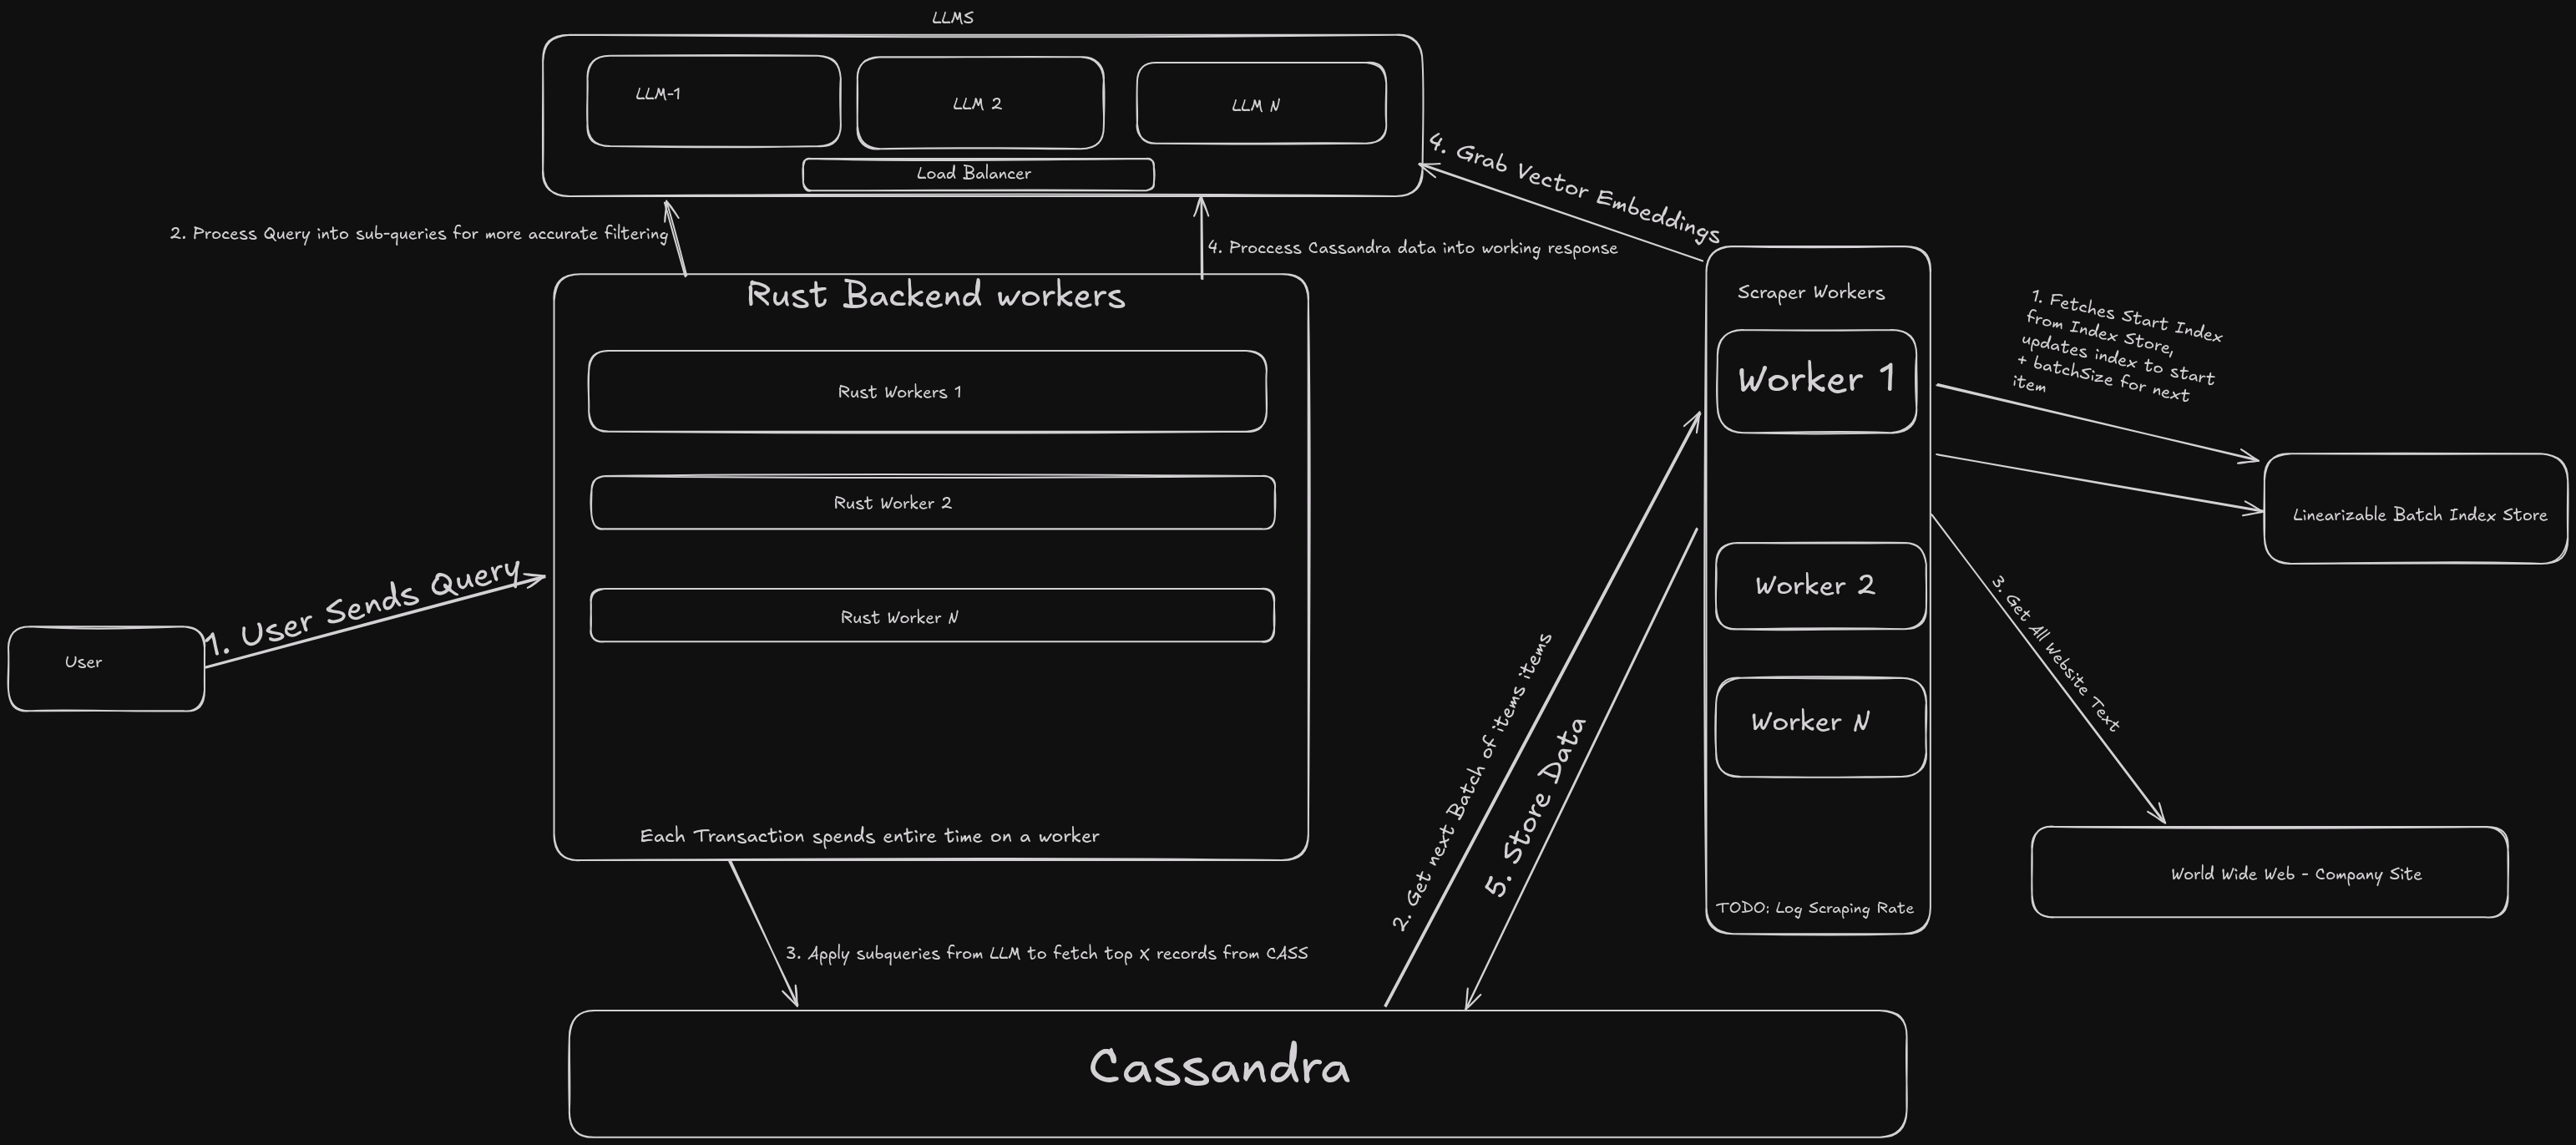 LLMS
LLM-1
LLM 2
LLM N
Load Balancer
2. Process Query into sub-queries for more accurate filtering
4. Proccess Cassandra data into working response
4. Grab Vector Embeddings
Rust Backend workers
Rust Workers 1
Rust Worker 2
Rust Worker N
Each Transaction spends entire time on a worker
User
1. User Sends Query
3. Apply subqueries from LLM to fetch top X records from CASS
Cassandra
2. Get next Batch of items items
5. Store Data
Scraper Workers
Worker 1
Worker 2
Worker N
TODO: Log Scraping Rate
1. Fetches Start Index
from Index Store,
updates index to start
+ batchSize for next
item
Linearizable Batch Index Store
3. Get All Website Text
World Wide Web - Company Site